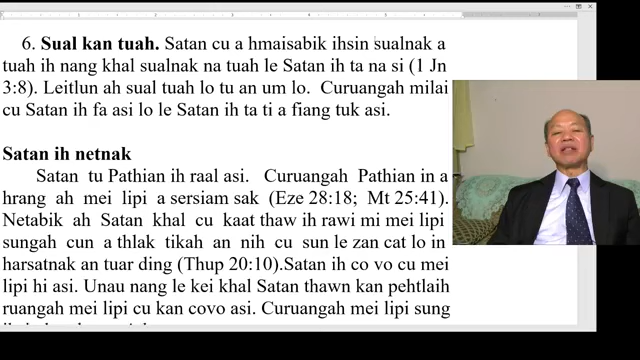 6. Sual kan tuah. Satan cu a hmaisabik ihsin sualnak a
tuah ih nang khal sualnak na tuah le Satan ih ta na si (1 Jn
3:8). Leitlun ah sual tuah lo tu an um lo.  Curuangah milai
cu Satan ih fa asi lo le Satan ih ta ti a fiang tuk asi.
Satan ih netnak
Satan tu Pathian ih raal asi.  Curuangah Pathian in a
hrang ah mei lipi a sersiam sak (Eze 28:18; Mt 25:41).
Netabik ah Satan khal cu kaat thaw ih rawi mi mei lipi
sungah cun a thlak tikah an nih cu sun le zan cat lo in
harsatnak an tuar ding (Thup 20:10).Satan ih co vo cu mei
lipi hi asi. Unau nang le kei khal Satan thawn kan pehtlaih
ruangah mei lipi cu kan covo asi. Curuangah mei lipi sung